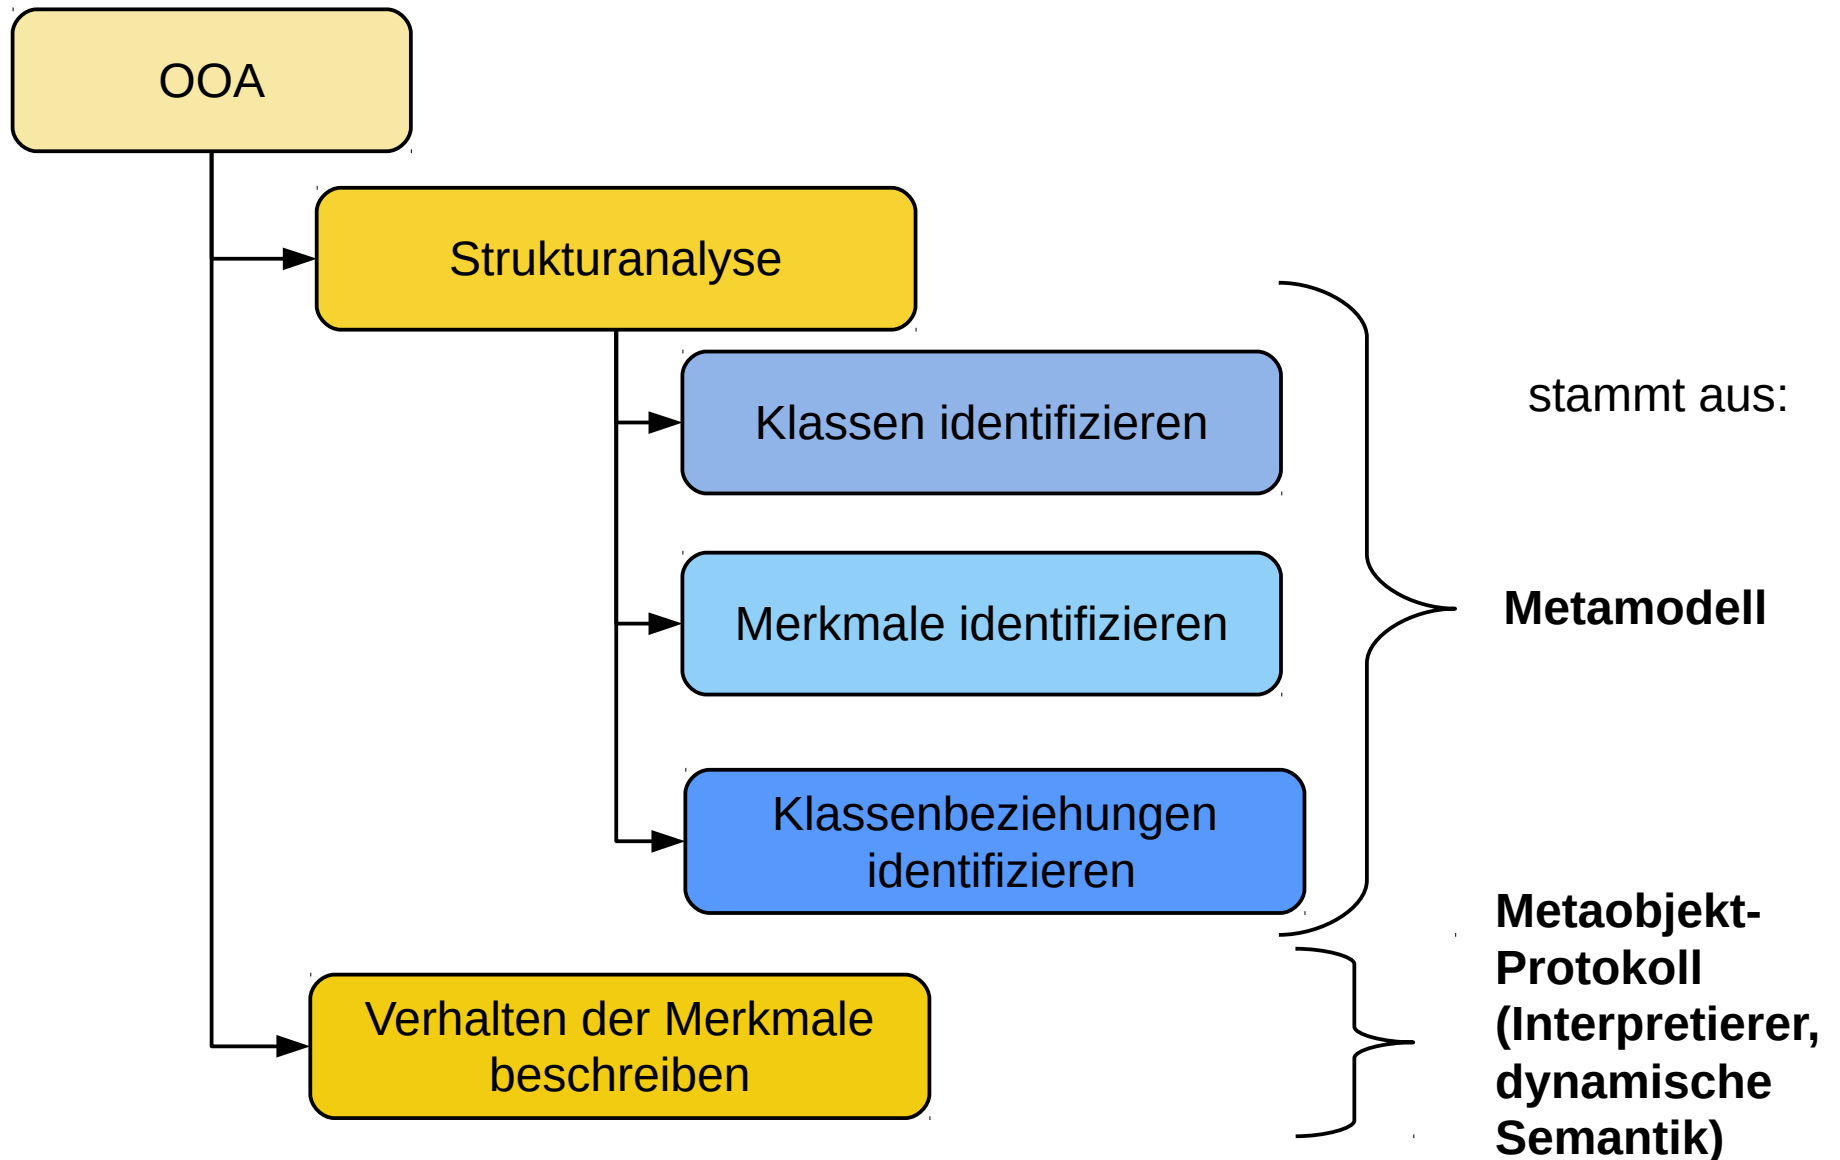 OOA
Strukturanalyse
Klassen identifizieren
stammt aus:
Merkmale identifizieren
Metamodell
Klassenbeziehungen
identifizieren
Verhalten der Merkmale
beschreiben
Metaobjekt-
Protokoll
(Interpretierer,
dynamische
Semantik)